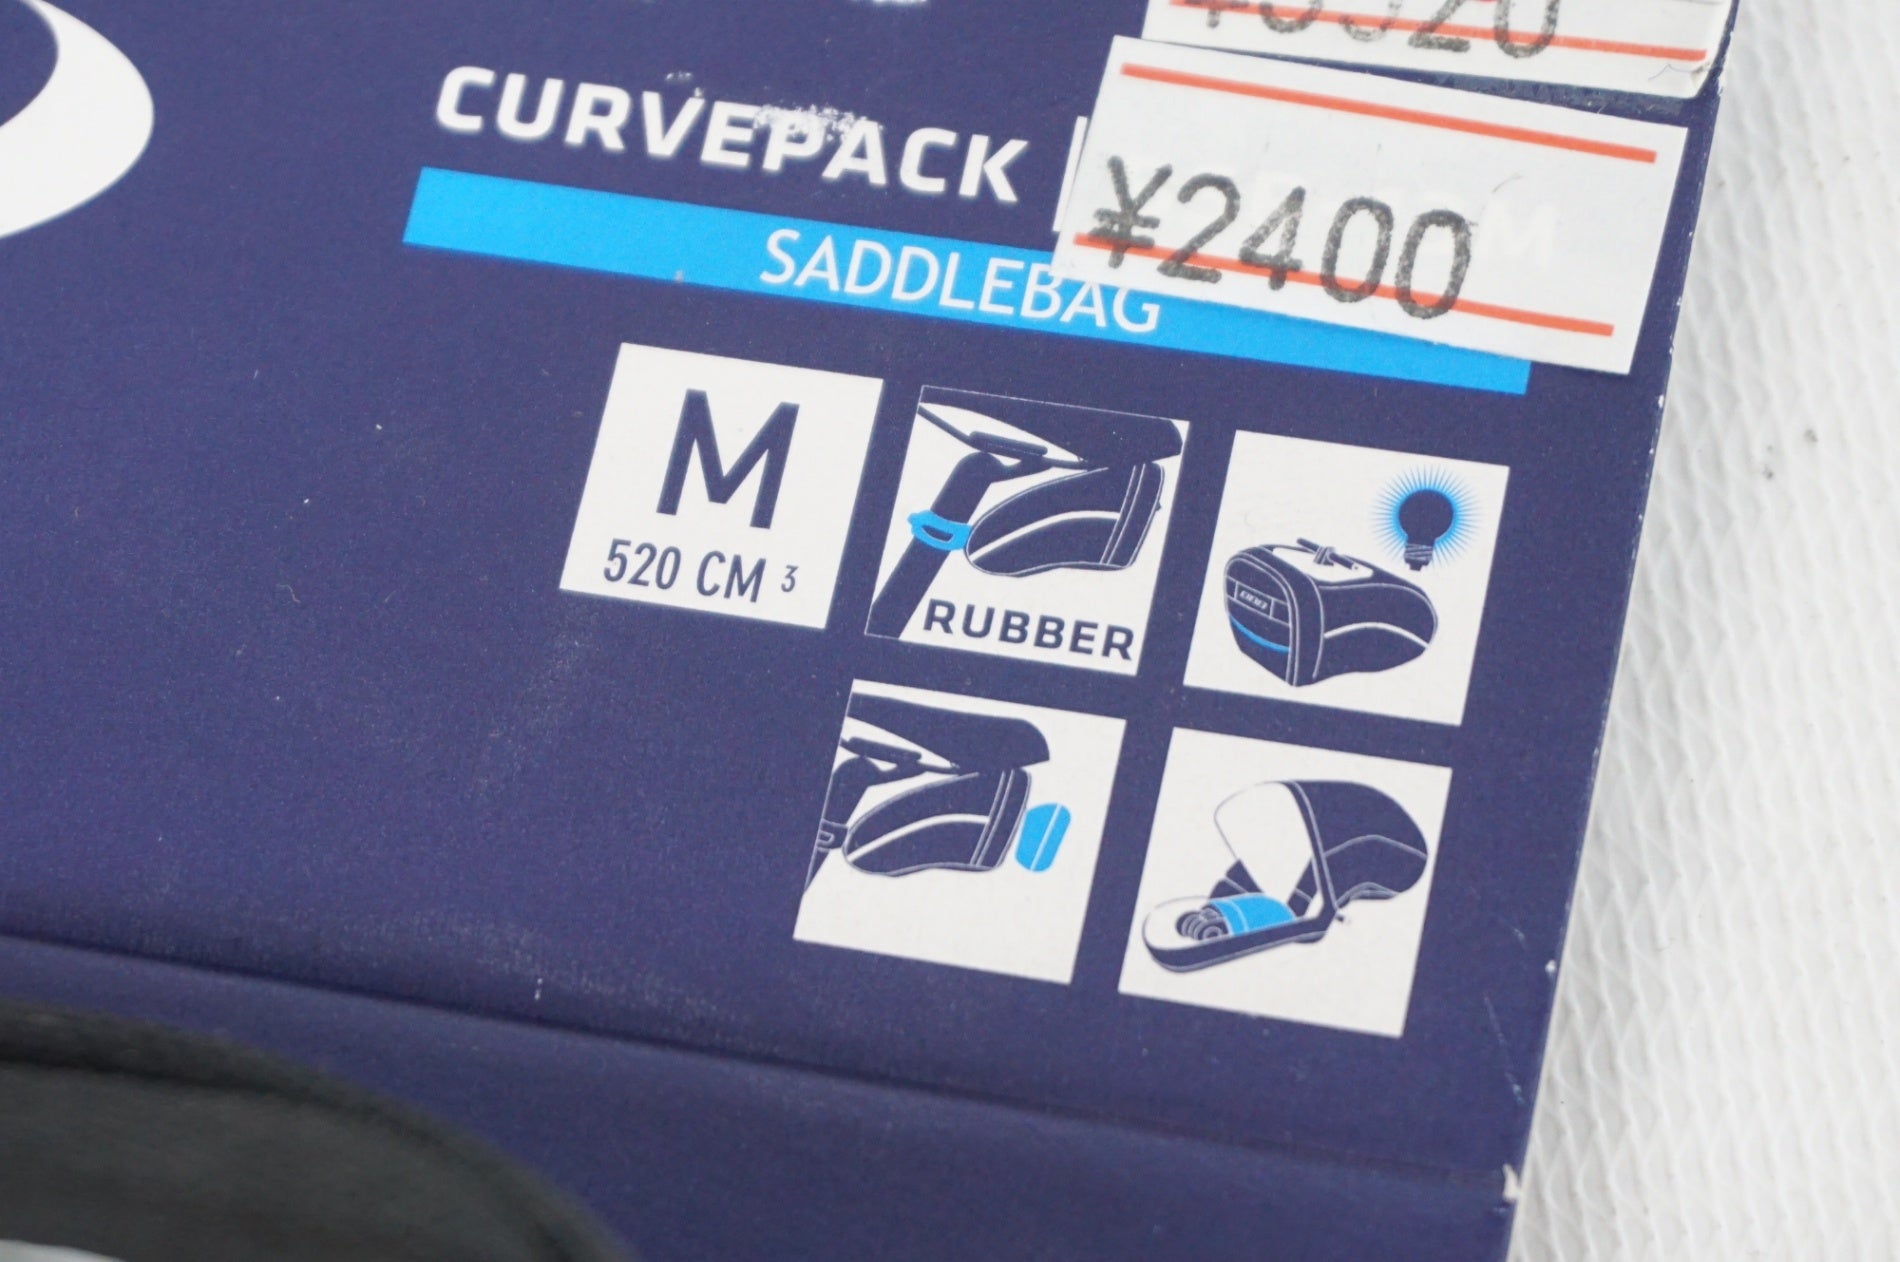 CURVEPACK
¥2400
SADDLEBAG
M
520 CM 3
RUBBER